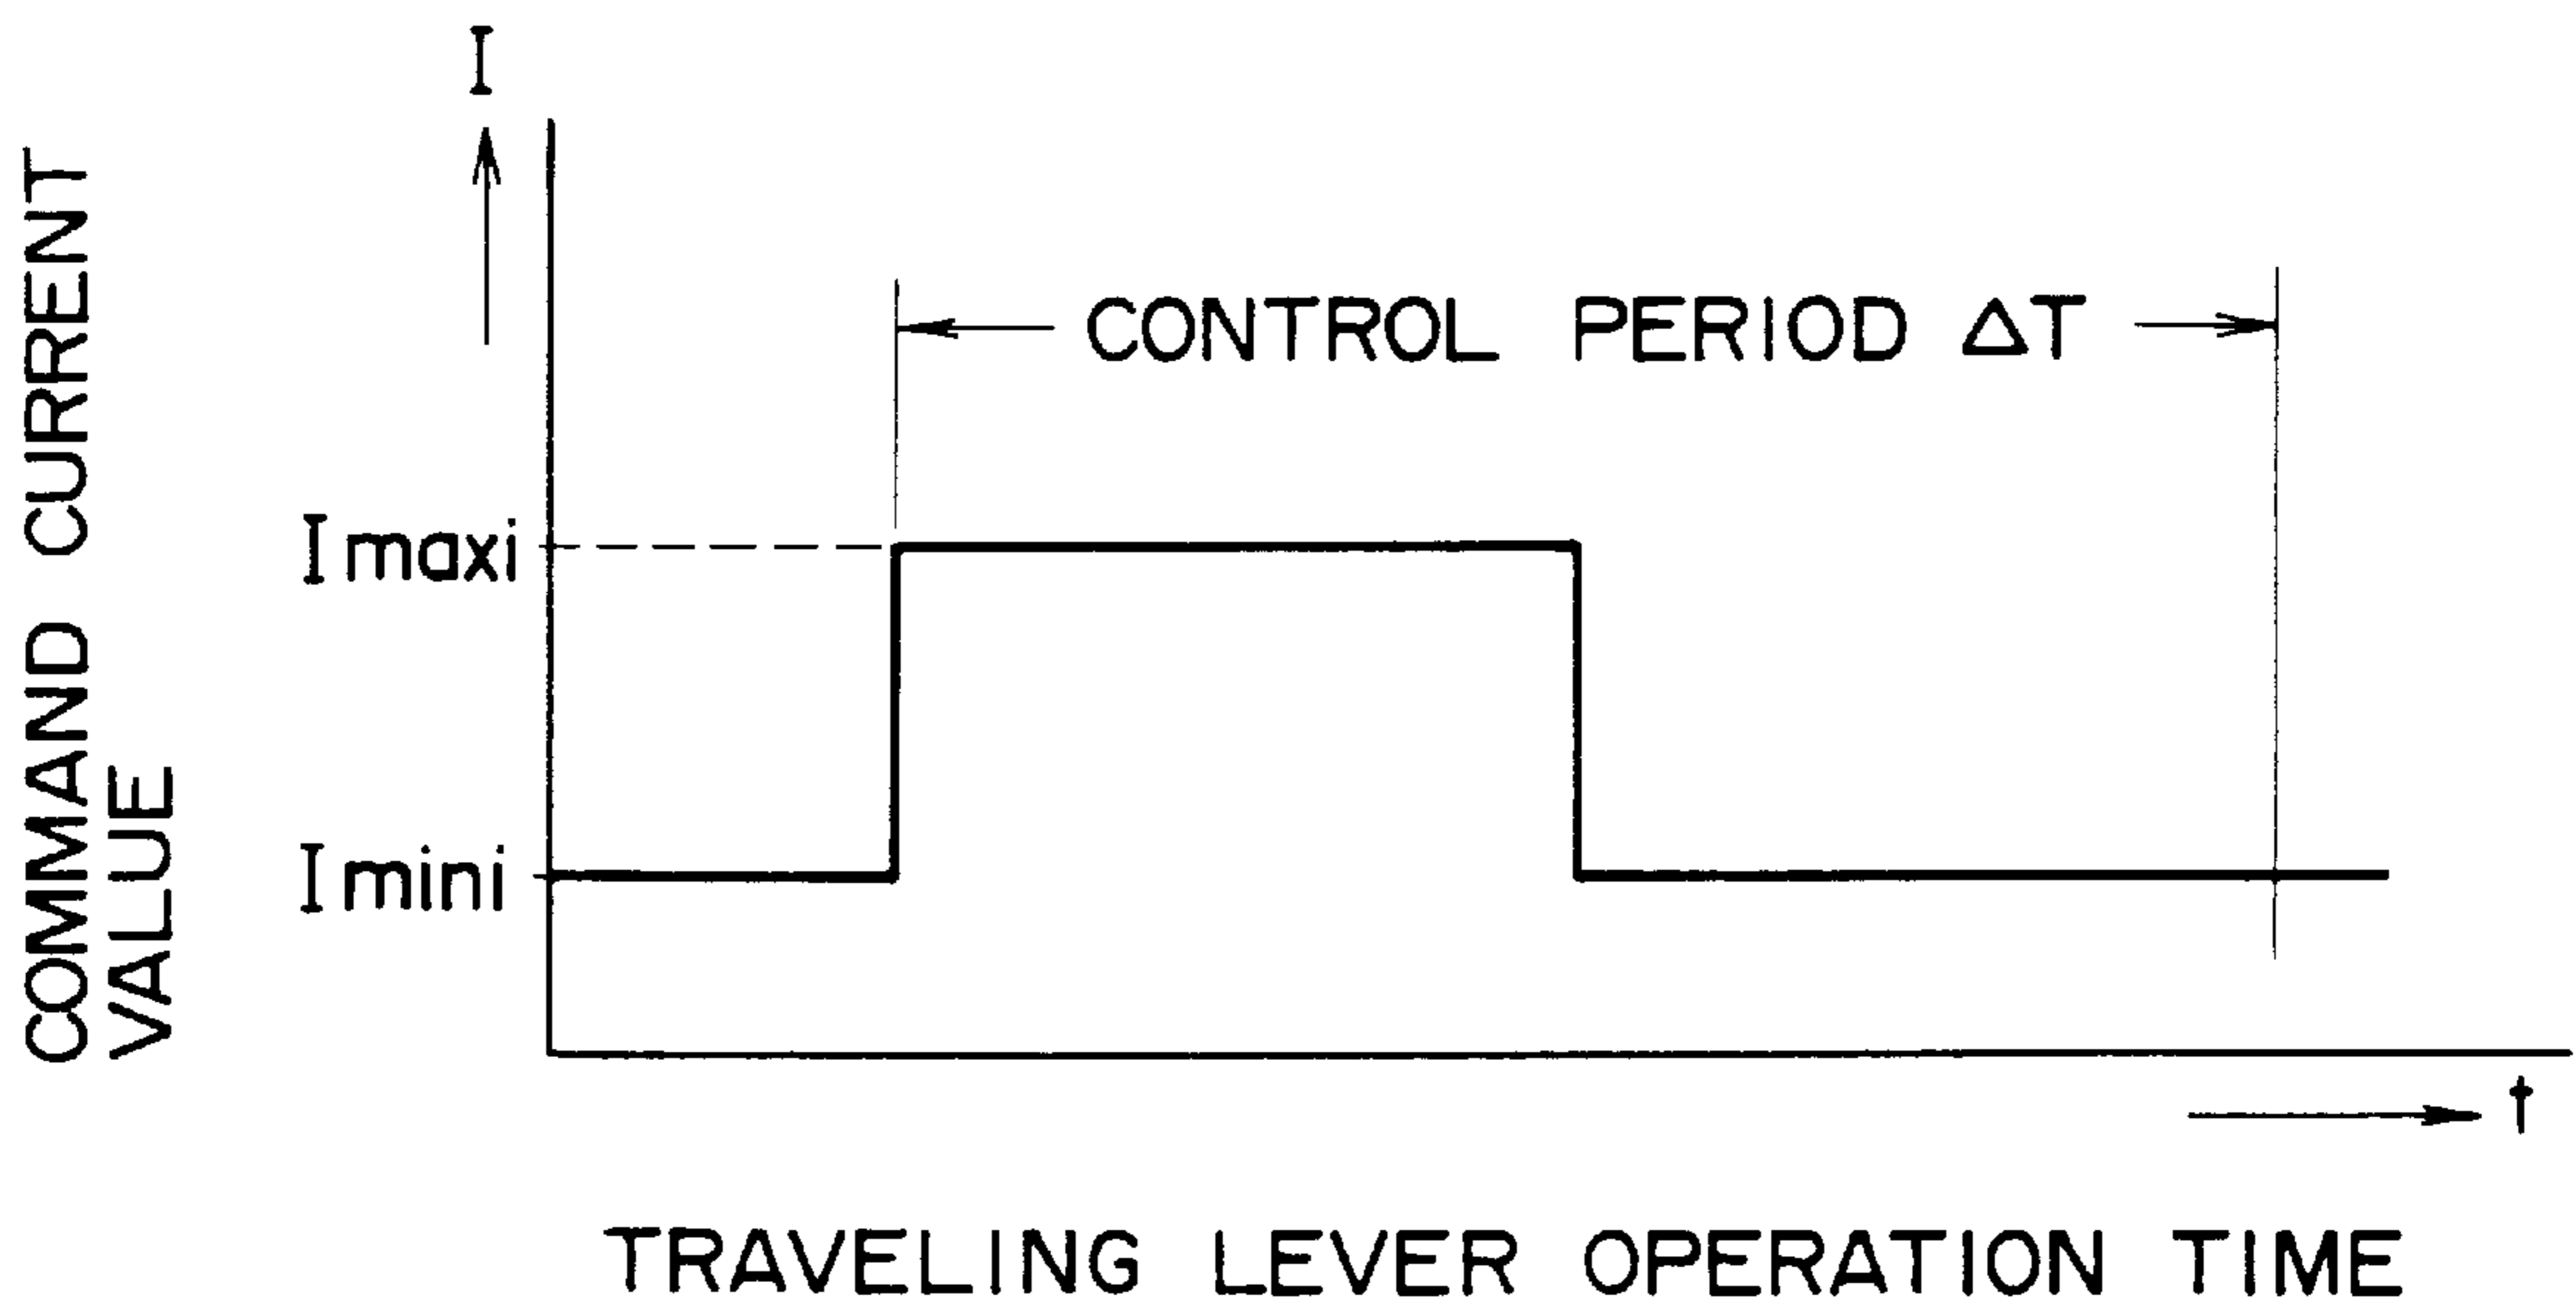 I
COMMAND CURRENT
VALUE
CONTROL PERIOD ΔT
I maxi
I mini
t
TRAVELING LEVER OPERATION TIME